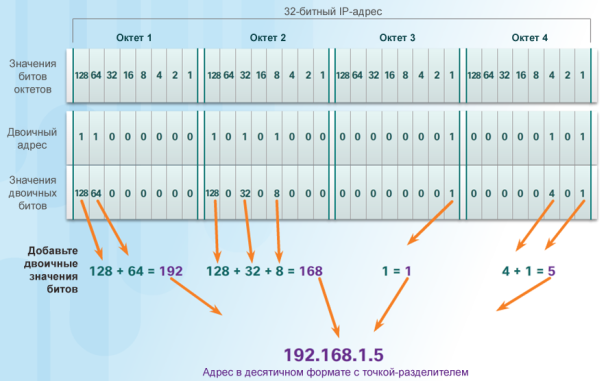 32-битный IP-адрес
Октет 1 Октет 2 Октет 3 Октет 4
Значения битов октетов
128 64 32 16 8 4 2 1 128 64 32 16 8 4 2 1 128 64 32 16 8 4 2 1 128 64 32 16 8 4 2 1
Двоичный адрес
1 1 0 0 0 0 0 0 1 0 1 0 1 0 0 0 0 0 0 0 0 0 0 1 0 0 0 0 0 1 0 1
Значения двоичных битов
128 64 0 0 0 0 0 0 128 0 32 0 8 0 0 0 0 0 0 0 0 0 0 1 0 0 0 0 0 4 0 1
Добавьте двоичные значения битов
128 + 64 = 192 128 + 32 + 8 = 168 1 = 1 4 + 1 = 5
192.168.1.5
Адрес в десятичном формате с точкой-разделителем